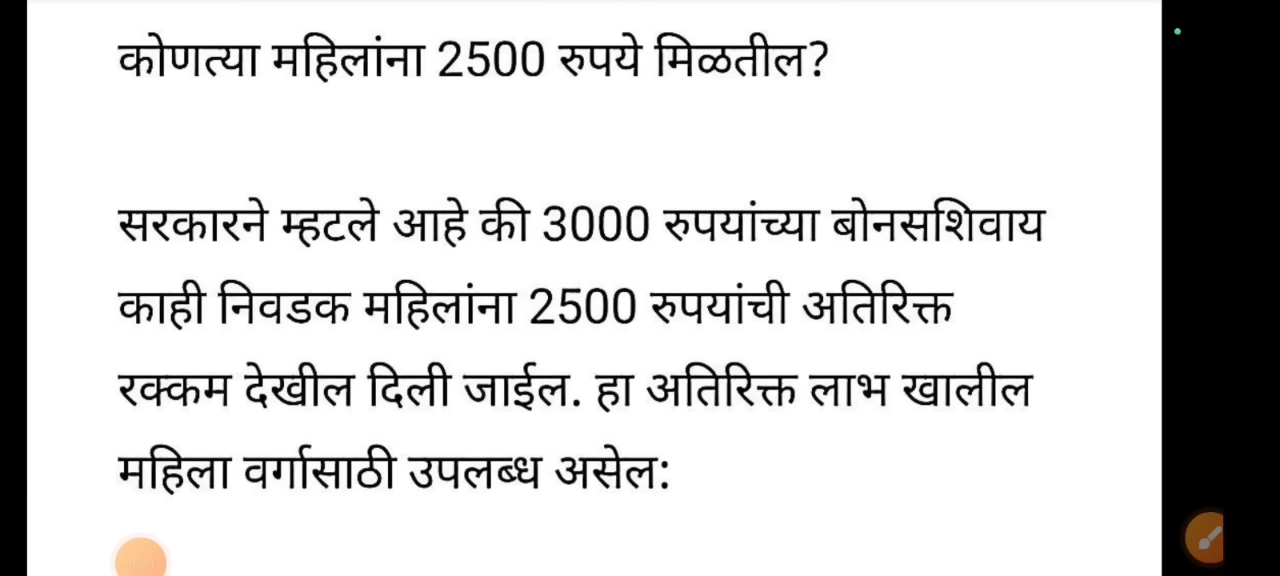 कोणत्या महिलांना 2500 रुपये मिळतील?
सरकारने म्हटले आहे की 3000 रुपयांच्या बोनसशिवाय
काही निवडक महिलांना 2500 रुपयांची अतिरिक्त
रक्कम देखील दिली जाईल. हा अतिरिक्त लाभ खालील
महिला वर्गासाठी उपलब्ध असेल: